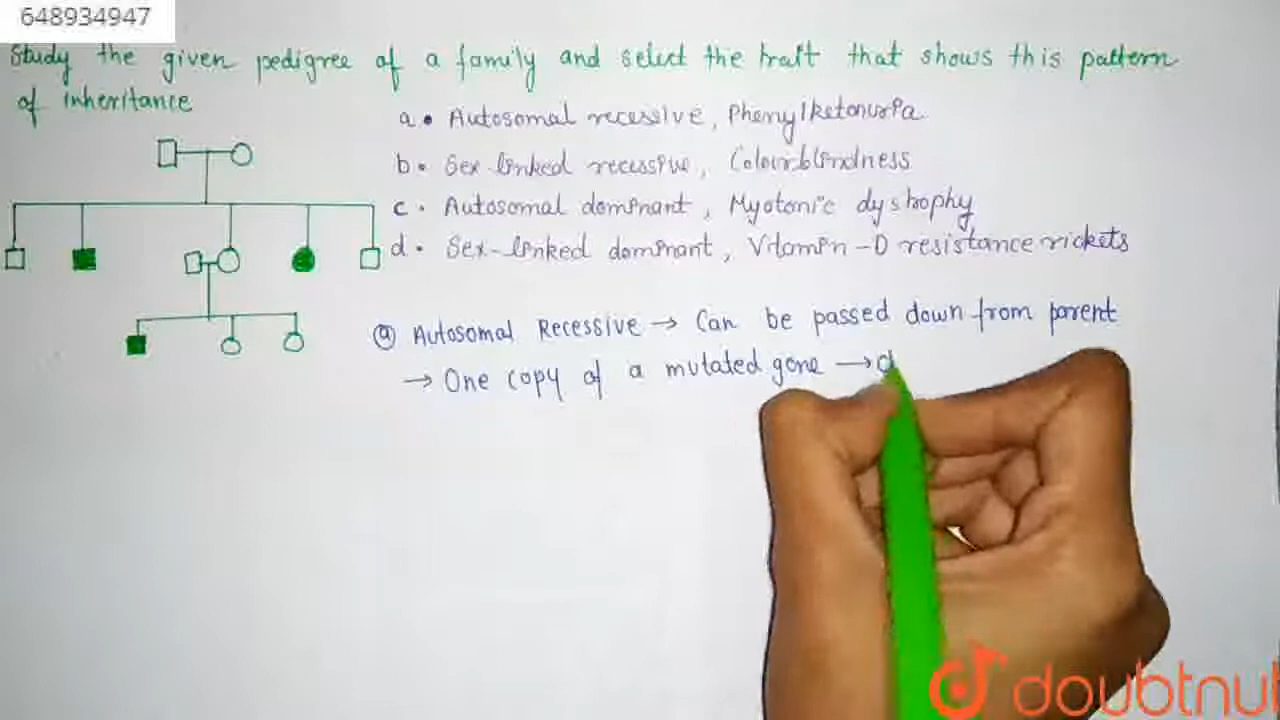 648934947
Study the given pedigree of a family and select the trait that shows this pattern
of inheritance
a. Autosomal recessive, Phenylketonuria
b. Sex linked recessive, Colourblindness
c. Autosomal dominant, Myotonic dystrophy
d. Sex-linked dominant, Vitamin-D resistance rickets
(a) Autosomal Recessive → Can be passed down from parent
→ One copy of a mutated gene → d
doubtnut